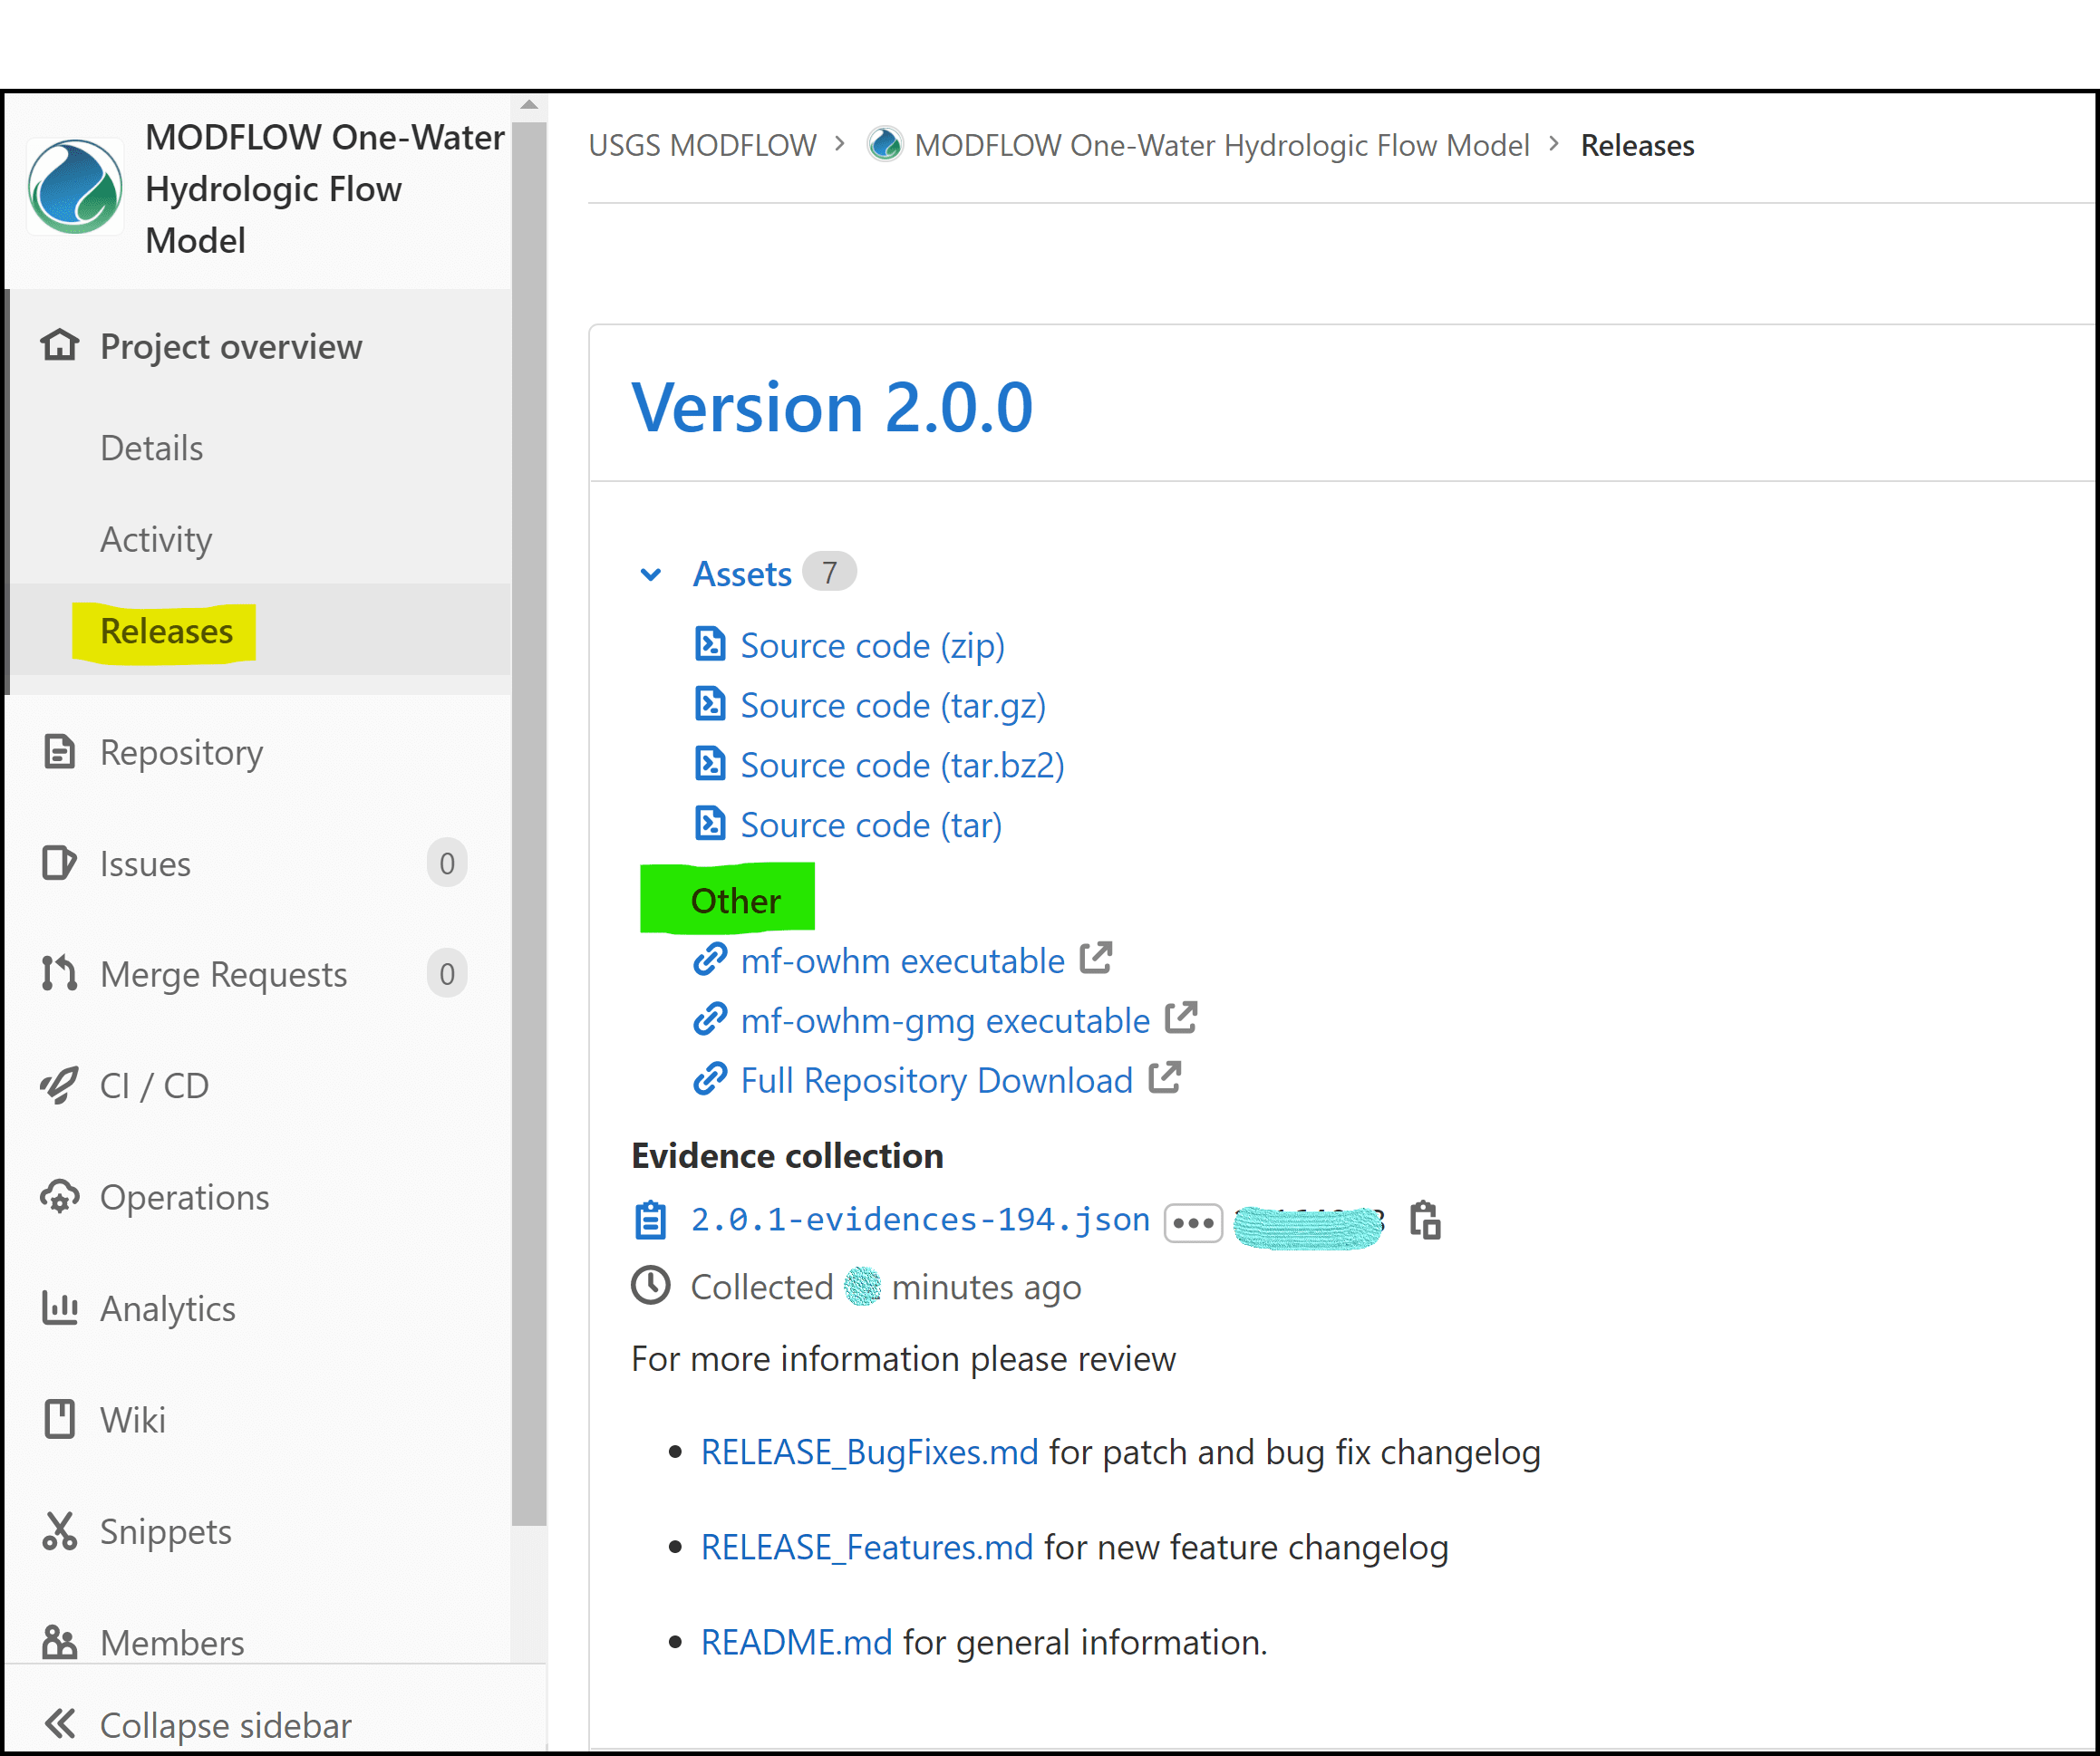 MODFLOW One-Water
Hydrologic Flow
Model
Project overview
Details
Activity
Releases
Repository
Issues 0
Merge Requests 0
CI / CD
Operations
Analytics
Wiki
Snippets
Members
Collapse sidebar
USGS MODFLOW > MODFLOW One-Water Hydrologic Flow Model > Releases
Version 2.0.0
Assets 7
Source code (zip)
Source code (tar.gz)
Source code (tar.bz2)
Source code (tar)
Other
mf-owhm executable
mf-owhm-gmg executable
Full Repository Download
Evidence collection
2.0.1-evidences-194.json
Collected minutes ago
For more information please review
• RELEASE_BugFixes.md for patch and bug fix changelog
• RELEASE_Features.md for new feature changelog
• README.md for general information.